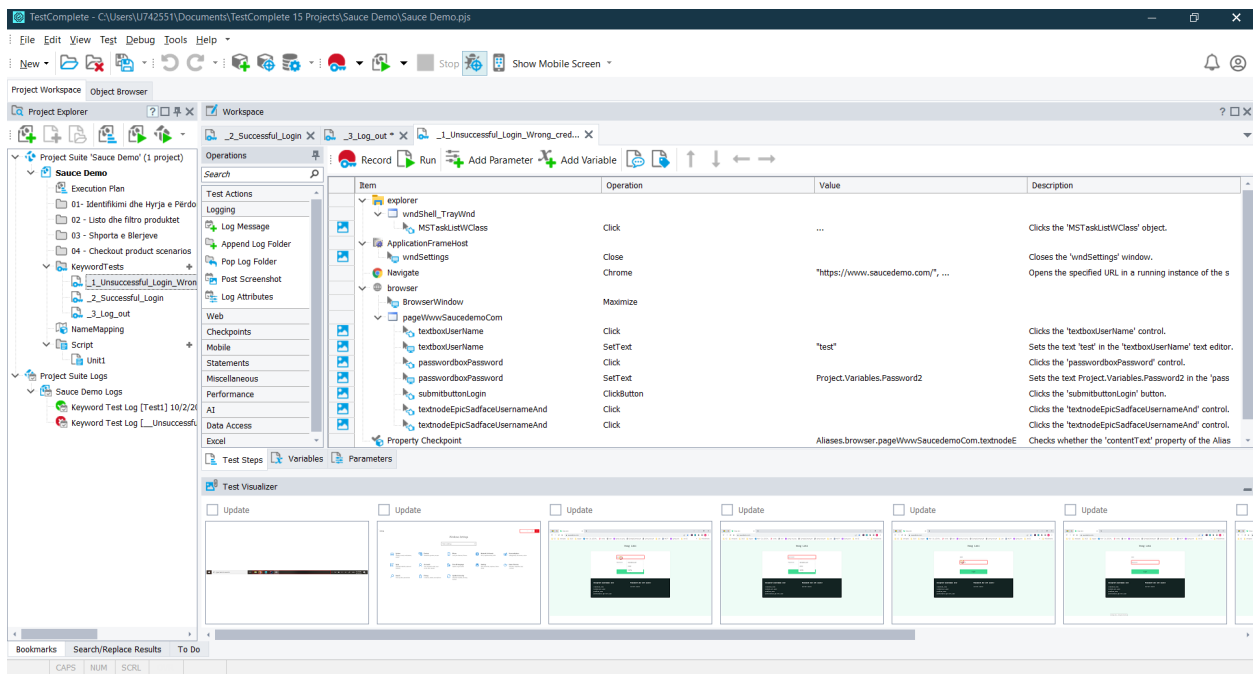 TestComplete - C:\Users\U742551\Documents\TestComplete 15 Projects\Sauce Demo\Sauce Demo.pjs
File Edit View Test Debug Tools Help
New Stop Show Mobile Screen
Project Workspace Object Browser
Project Explorer
Workspace
_2_Successful_Login _3_Log_out * _1_Unsuccessful_Login_Wrong_cred...
Project Suite 'Sauce Demo' (1 project)
Sauce Demo
Execution Plan
01- Identifikimi dhe Hyrja e Përdo
02 - Listo dhe filtro produktet
03 - Shporta e Blerjeve
04 - Checkout product scenarios
KeywordTests
_1_Unsuccessful_Login_Wron
_2_Successful_Login
_3_Log_out
NameMapping
Script
Unit1
Project Suite Logs
Sauce Demo Logs
Keyword Test Log [Test1] 10/2/20
Keyword Test Log [__Unsuccessfu
Operations
Search
Test Actions
Logging
Log Message
Append Log Folder
Pop Log Folder
Post Screenshot
Log Attributes
Web
Checkpoints
Mobile
Statements
Miscellaneous
Performance
AI
Data Access
Excel
Record Run Add Parameter Add Variable
Item Operation Value Description
explorer
wndShell_TrayWnd
MSTaskListWClass Click ... Clicks the 'MSTaskListWClass' object.
ApplicationFrameHost
wndSettings Close Closes the 'wndSettings' window.
Navigate Chrome "https://www.saucedemo.com/", ... Opens the specified URL in a running instance of the s
browser
BrowserWindow Maximize
pageWwwSaucedemoCom
textboxUserName Click Clicks the 'textboxUserName' control.
textboxUserName SetText "test" Sets the text 'test' in the 'textboxUserName' text editor.
passwordboxPassword Click Clicks the 'passwordboxPassword' control.
passwordboxPassword SetText Project.Variables.Password2 Sets the text Project.Variables.Password2 in the 'pass
submitbuttonLogin ClickButton Clicks the 'submitbuttonLogin' button.
textnodeEpicSadfaceUsernameAnd Click Clicks the 'textnodeEpicSadfaceUsernameAnd' control.
textnodeEpicSadfaceUsernameAnd Click Clicks the 'textnodeEpicSadfaceUsernameAnd' control.
Property Checkpoint Aliases.browser.pageWwwSaucedemoCom.textnodeE Checks whether the 'contentText' property of the Alias
Test Steps Variables Parameters
Test Visualizer
Update Update Update Update Update Update
Bookmarks Search/Replace Results To Do
CAPS NUM SCRL